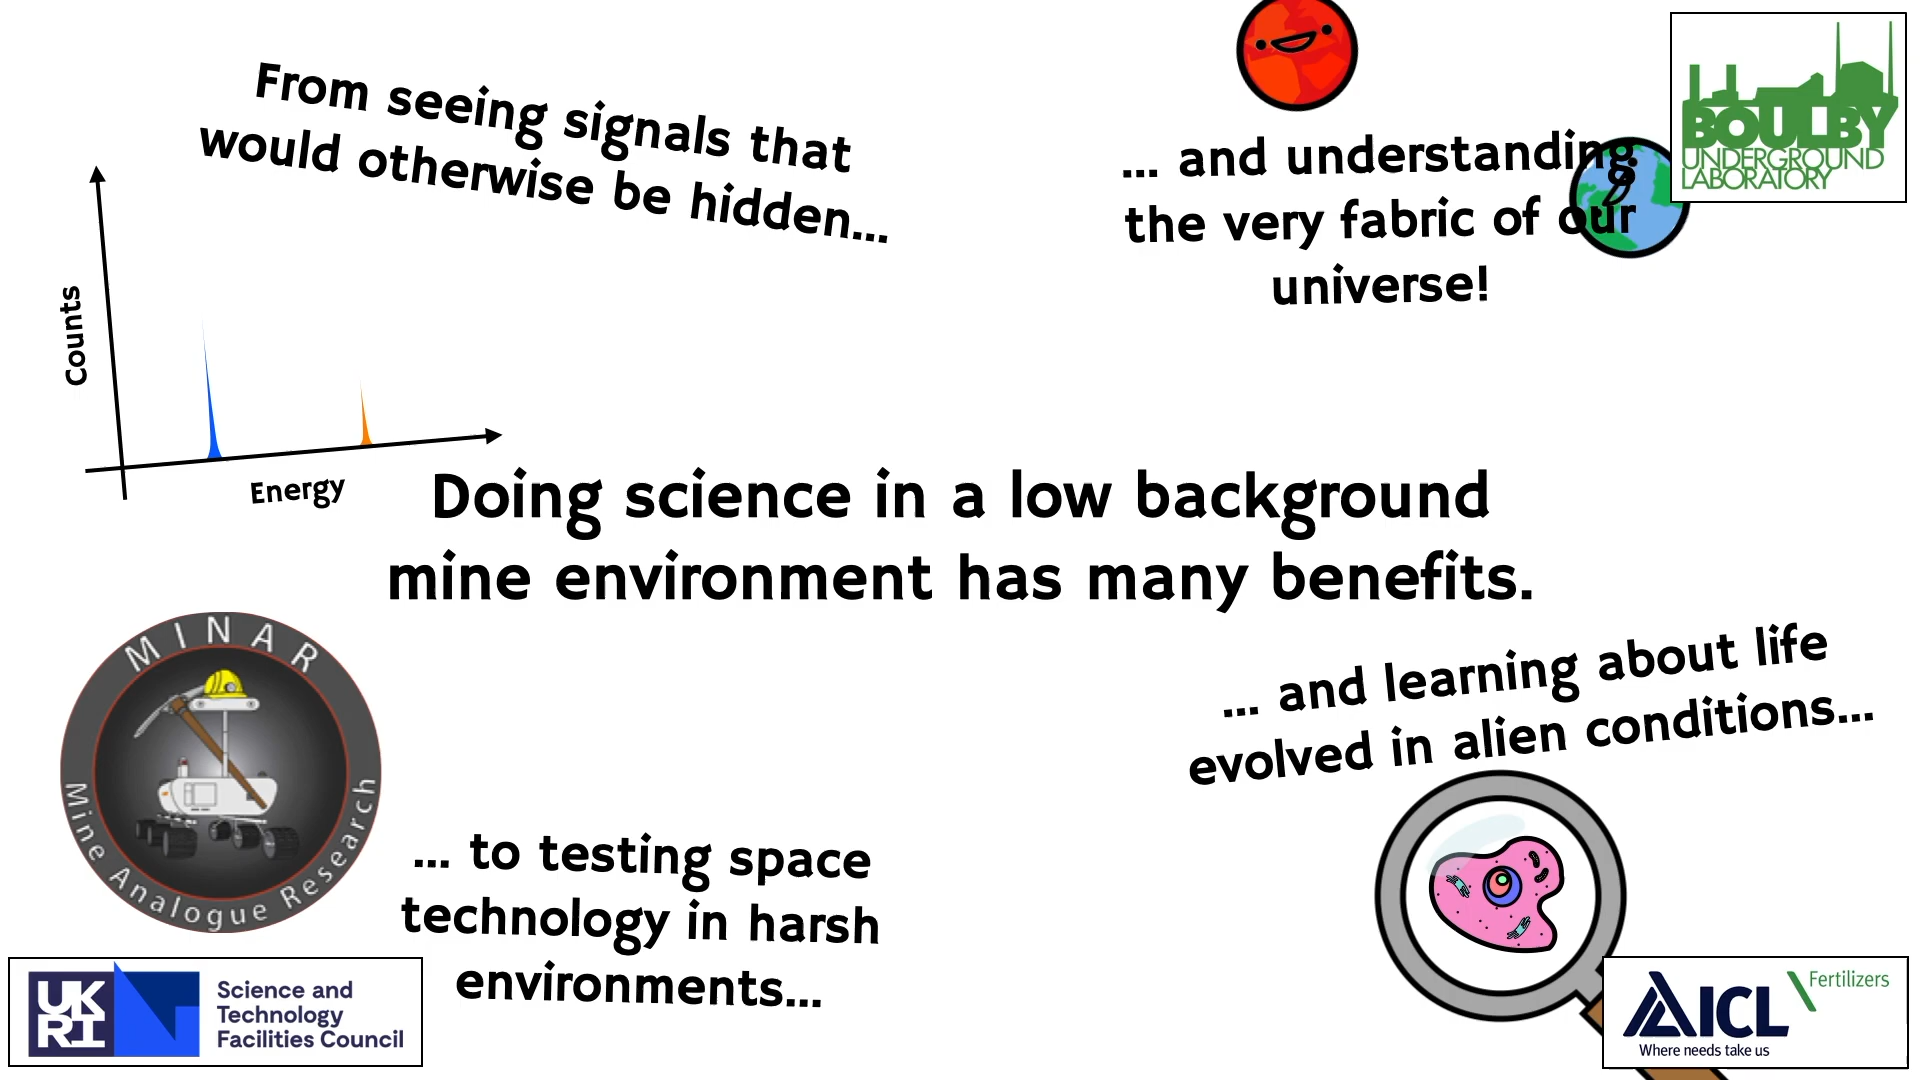 From seeing signals that
would otherwise be hidden...
... and understanding
the very fabric of our
universe!
BOULBY
UNDERGROUND
LABORATORY
Counts
Energy
Doing science in a low background
mine environment has many benefits.
MINAR
Mine Analogue Research
... to testing space
technology in harsh
environments...
... and learning about life
evolved in alien conditions...
UK
RI
Science and
Technology
Facilities Council
ICL
Fertilizers
Where needs take us